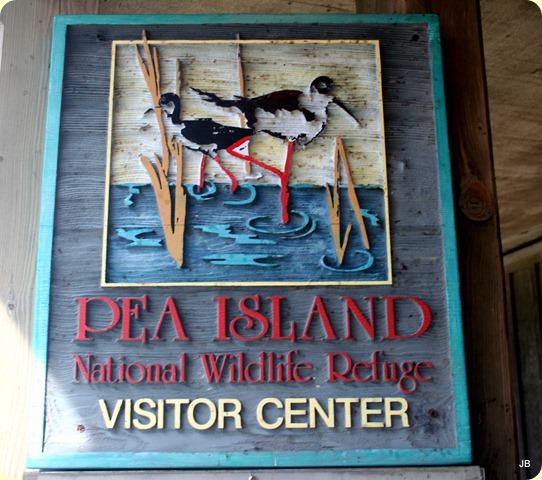 PEA ISLAND
National Wildlife Refuge
VISITOR CENTER
JB